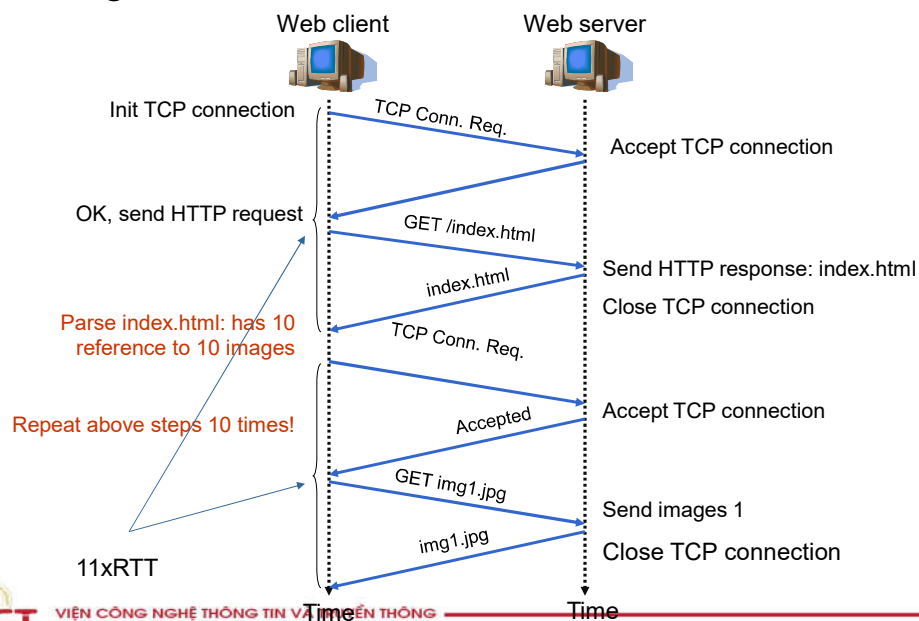 Web client
Web server
Init TCP connection
TCP Conn. Req.
Accept TCP connection
OK, send HTTP request
GET /index.html
Send HTTP response: index.html
index.html
Close TCP connection
Parse index.html: has 10
reference to 10 images
TCP Conn. Req.
Accept TCP connection
Accepted
Repeat above steps 10 times!
GET img1.jpg
Send images 1
img1.jpg
Close TCP connection
11xRTT
Time
Time
VIỆN CÔNG NGHỆ THÔNG TIN VÀ TRUYỀN THÔNG